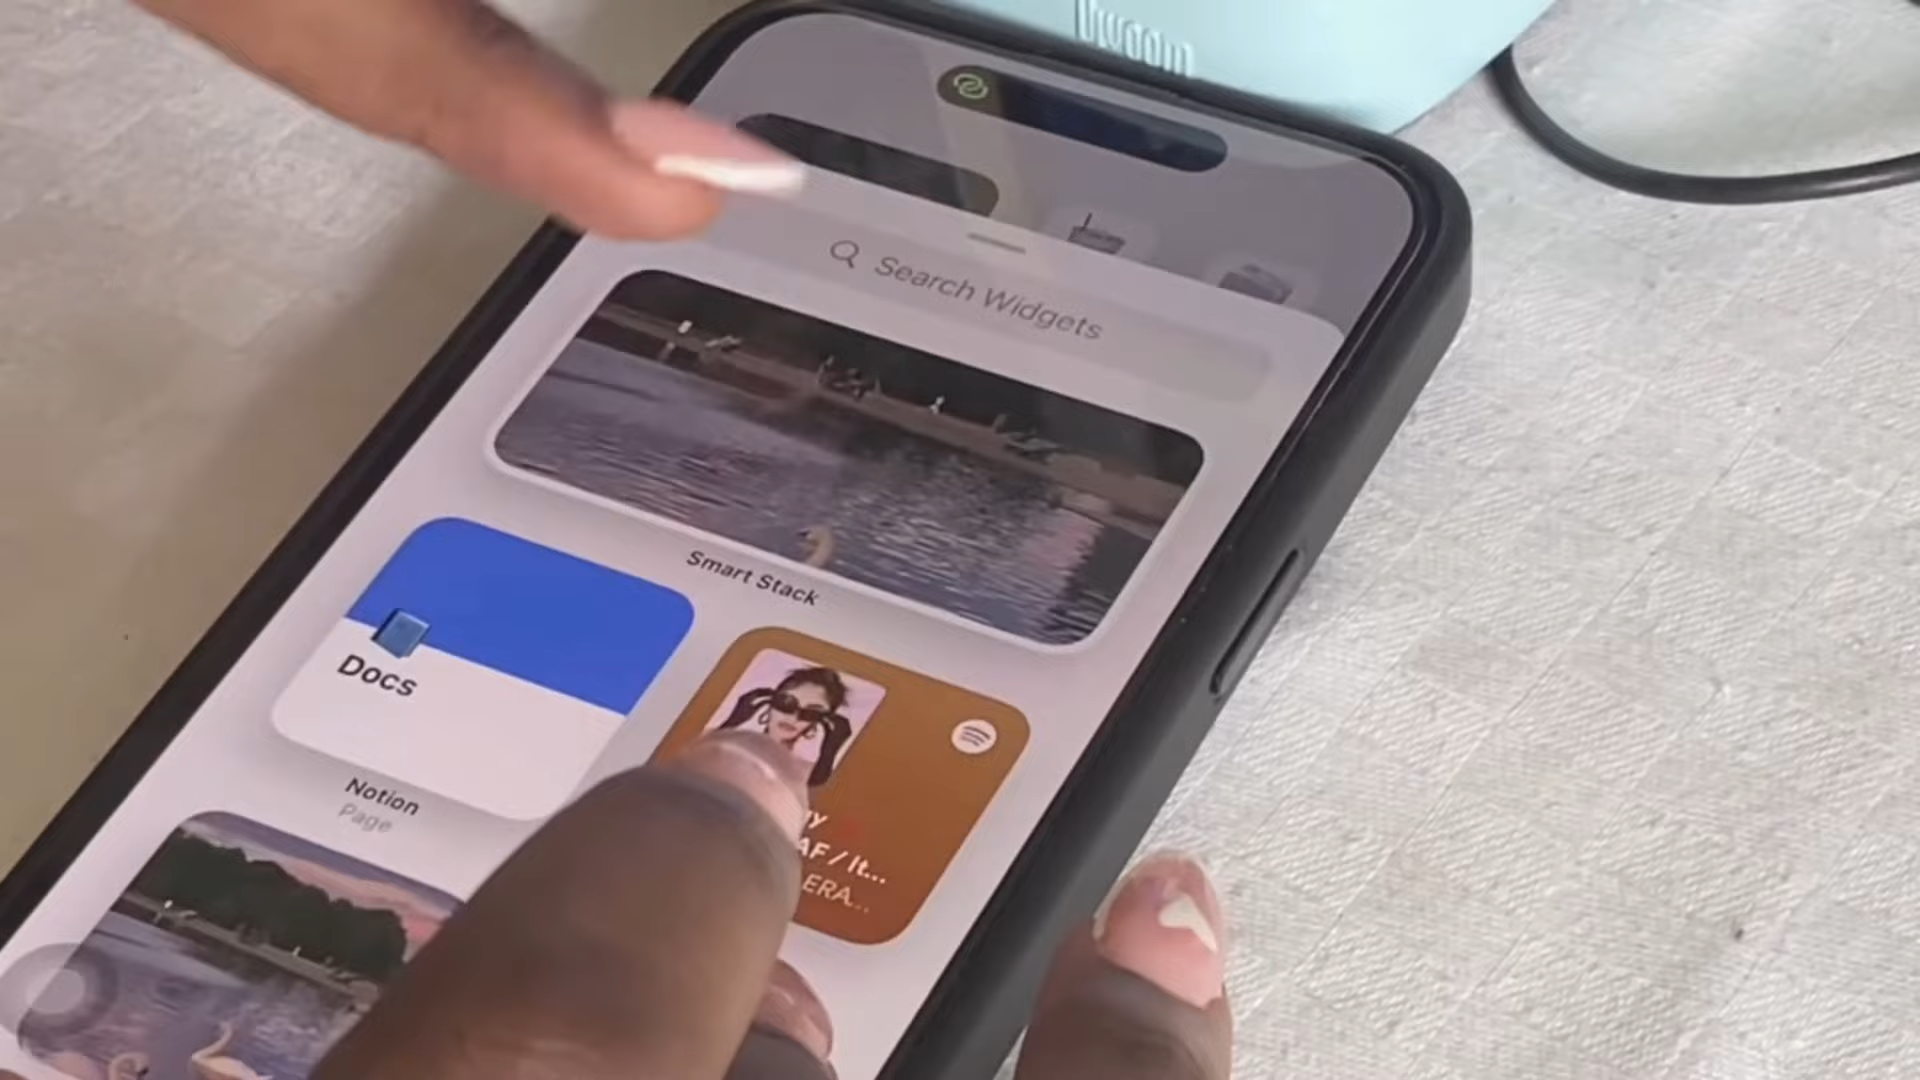 Search Widgets
Smart Stack
Docs
Notion
Page
AF / It...
ERA...